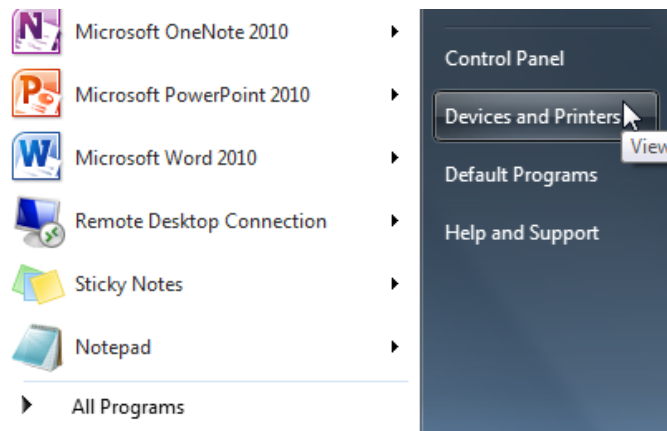 Microsoft OneNote 2010
Microsoft PowerPoint 2010
Microsoft Word 2010
Remote Desktop Connection
Sticky Notes
Notepad
All Programs
Control Panel
Devices and Printers
View
Default Programs
Help and Support